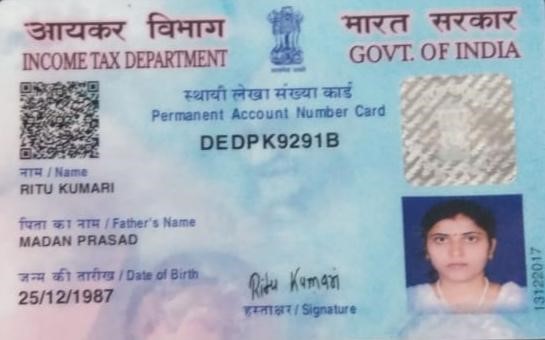 आयकर विभाग
INCOME TAX DEPARTMENT
भारत सरकार
GOVT. OF INDIA
स्थायी लेखा संख्या कार्ड
Permanent Account Number Card
DEDPK9291B
नाम / Name
RITU KUMARI
पिता का नाम / Father's Name
MADAN PRASAD
जन्म की तारीख / Date of Birth
25/12/1987
Ritu Kumari
हस्ताक्षर / Signature
13122017